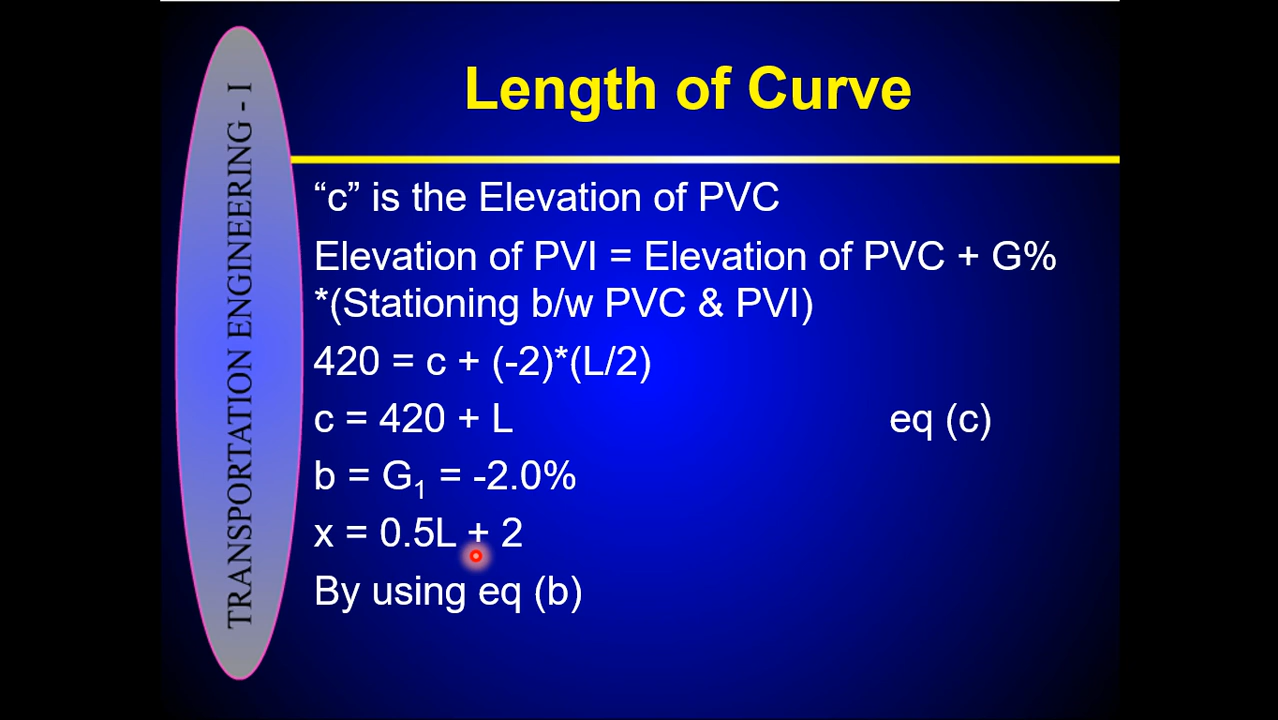 TRANSPORTATION ENGINEERING - I
Length of Curve
“c” is the Elevation of PVC
Elevation of PVI = Elevation of PVC + G%
*(Stationing b/w PVC & PVI)
420 = c + (-2)*(L/2)
c = 420 + L eq (c)
b = G₁ = -2.0%
x = 0.5L + 2
By using eq (b)